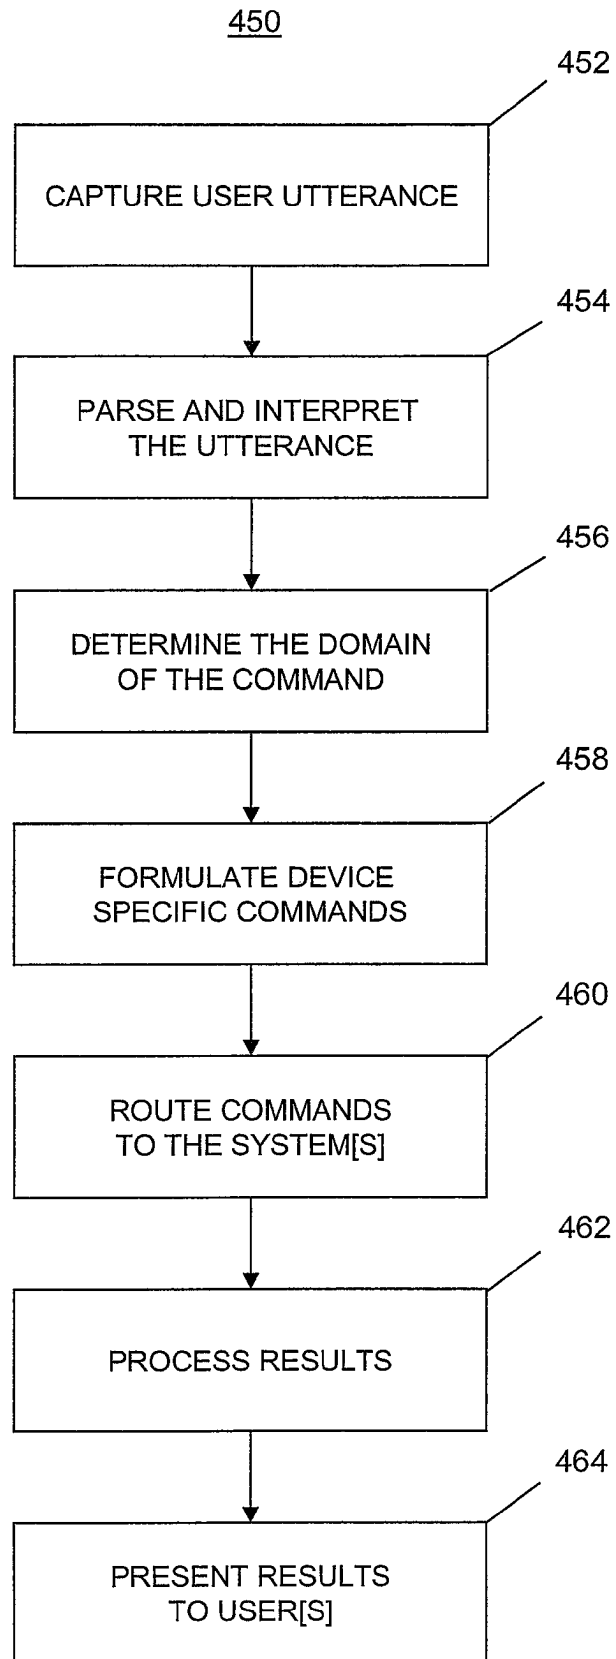 450
452
CAPTURE USER UTTERANCE
454
PARSE AND INTERPRET
THE UTTERANCE
456
DETERMINE THE DOMAIN
OF THE COMMAND
458
FORMULATE DEVICE
SPECIFIC COMMANDS
460
ROUTE COMMANDS
TO THE SYSTEM[S]
462
PROCESS RESULTS
464
PRESENT RESULTS
TO USER[S]